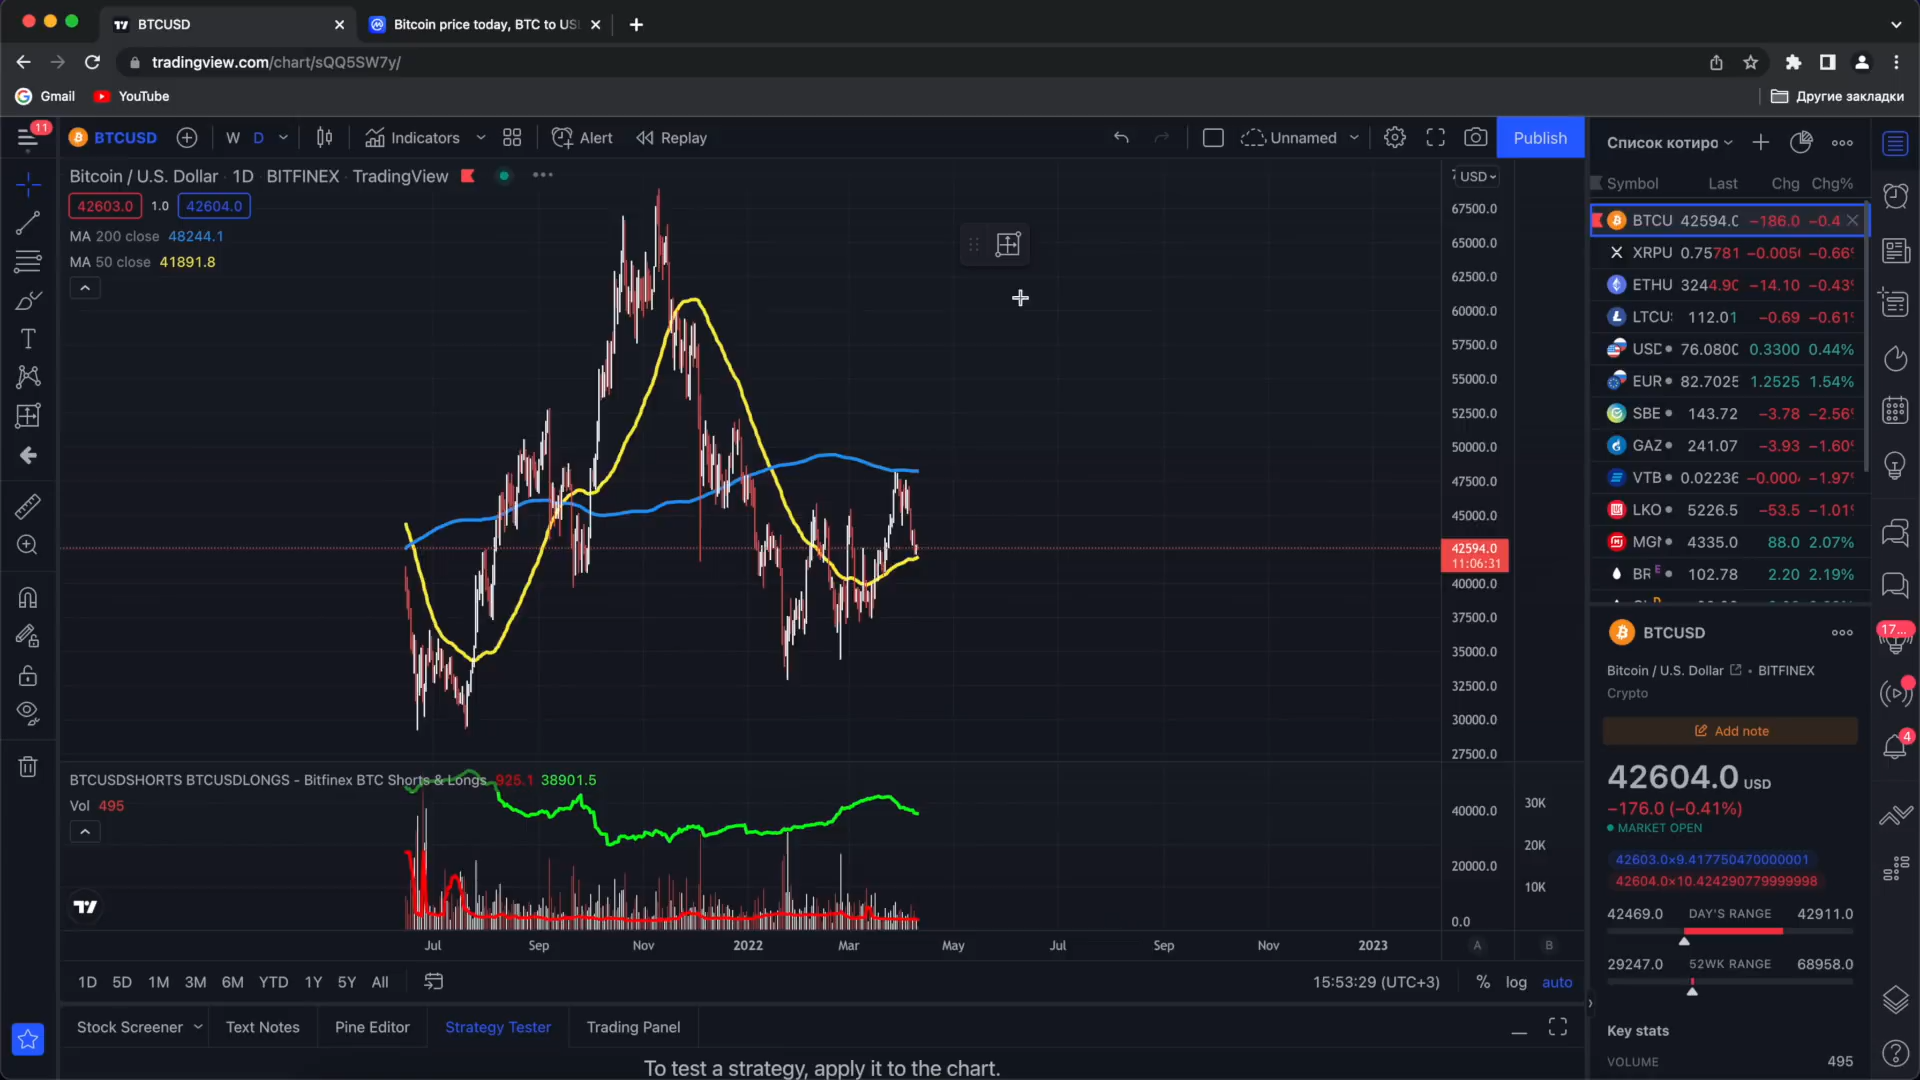 BTCUSD
Bitcoin price today, BTC to US
tradingview.com/chart/sQQ5SW7y/
Gmail
YouTube
Другие закладки
11
BTCUSD
W D
Indicators
Alert
Replay
Unnamed
Publish
Bitcoin / U.S. Dollar · 1D · BITFINEX · TradingView
42603.0 1.0 42604.0
MA 200 close 48244.1
MA 50 close 41891.8
USD
67500.0
65000.0
62500.0
60000.0
57500.0
55000.0
52500.0
50000.0
47500.0
45000.0
42594.0
11:06:31
40000.0
37500.0
35000.0
32500.0
30000.0
27500.0
BTCUSDSHORTS BTCUSDLONGS - Bitfinex BTC Shorts & Longs 925.1 38901.5
Vol 495
40000.0 30K
20K
20000.0
10K
0.0
Jul Sep Nov 2022 Mar May Jul Sep Nov 2023 A B
1D 5D 1M 3M 6M YTD 1Y 5Y All
15:53:29 (UTC+3) % log auto
Stock Screener Text Notes Pine Editor Strategy Tester Trading Panel
To test a strategy, apply it to the chart.
Список котиро
Symbol Last Chg Chg%
BTCU 42594.0 −186.0 −0.4
XRPU 0.75781 −0.005 −0.66
ETHU 3244.90 −14.10 −0.43
LTCU 112.01 −0.69 −0.61
USD 76.0800 0.3300 0.44%
EUR 82.7025 1.2525 1.54%
SBE 143.72 −3.78 −2.56
GAZ 241.07 −3.93 −1.60
VTB 0.02236 −0.000 −1.97
LKO 5226.5 −53.5 −1.01
MGN 4335.0 88.0 2.07%
BR E 102.78 2.20 2.19%
BTCUSD
Bitcoin / U.S. Dollar • BITFINEX
Crypto
Add note
42604.0 USD
−176.0 (−0.41%)
MARKET OPEN
42603.0×9.417750470000001
42604.0×10.424290779999998
42469.0 DAY'S RANGE 42911.0
29247.0 52WK RANGE 68958.0
Key stats
VOLUME 495
17...
4